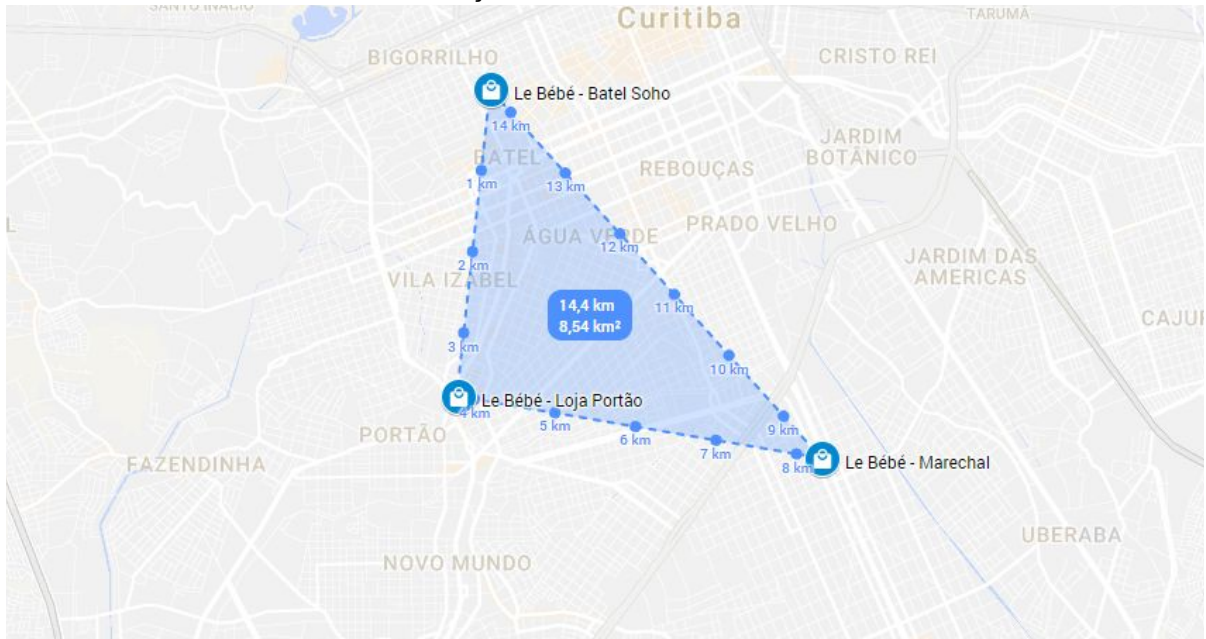 SANTO INÁCIO
Curitiba
TARUMÃ
BIGORRILHO
CRISTO REI
Le Bébé - Batel Soho
14 km
JARDIM
BOTÂNICO
BATEL
REBOUÇAS
1 km
13 km
PRADO VELHO
ÁGUA VERDE
12 km
JARDIM DAS
AMERICAS
2 km
VILA IZABEL
11 km
14,4 km
8,54 km²
CAJUR
3 km
10 km
Le Bébé - Loja Portão
4 km
5 km
9 km
PORTÃO
6 km
7 km
8 km
Le Bébé - Marechal
FAZENDINHA
UBERABA
NOVO MUNDO